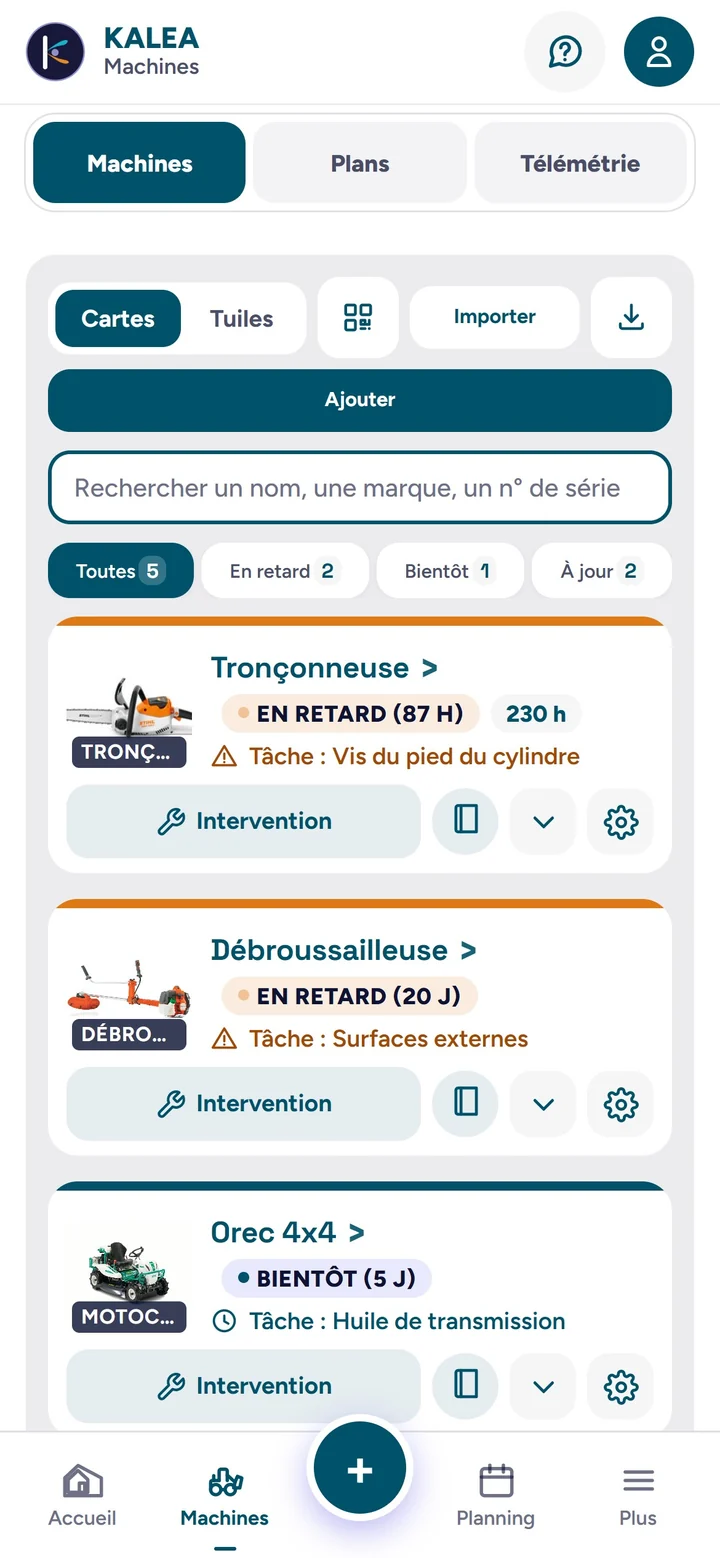 KALEA
Machines
Machines
Plans
Télémétrie
Cartes
Tuiles
Importer
Ajouter
Rechercher un nom, une marque, un n° de série
Toutes 5
En retard 2
Bientôt 1
À jour 2
Tronçonneuse >
EN RETARD (87 H)
230 h
TRONÇ...
Tâche : Vis du pied du cylindre
Intervention
Débroussailleuse >
EN RETARD (20 J)
DÉBRO...
Tâche : Surfaces externes
Intervention
Orec 4x4 >
BIENTÔT (5 J)
MOTOC...
Tâche : Huile de transmission
Intervention
Accueil
Machines
+
Planning
Plus